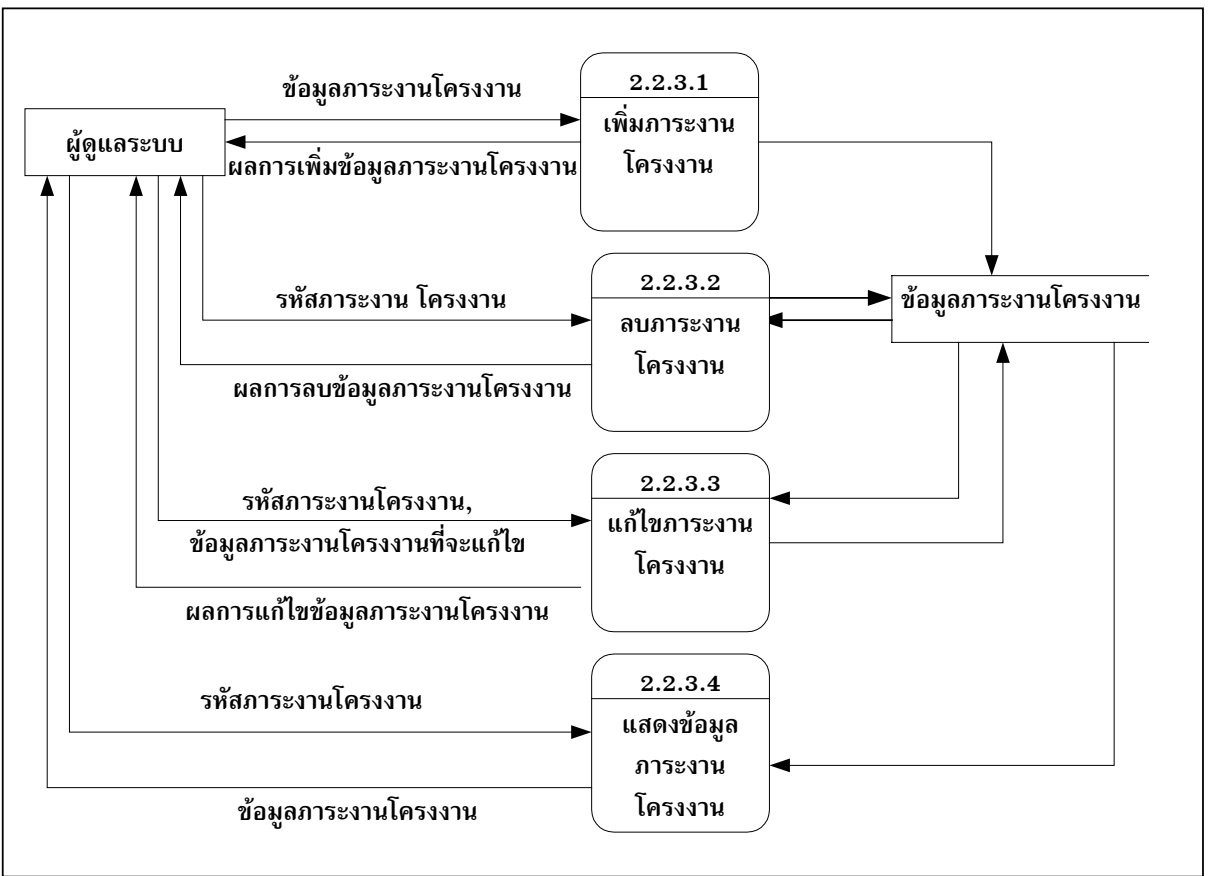 ข้อมูลภาระงานโครงงาน
2.2.3.1
เพิ่มภาระงาน
โครงงาน
ผู้ดูแลระบบ
ผลการเพิ่มข้อมูลภาระงานโครงงาน
2.2.3.2
ลบภาระงาน
โครงงาน
รหัสภาระงาน โครงงาน
ข้อมูลภาระงานโครงงาน
ผลการลบข้อมูลภาระงานโครงงาน
2.2.3.3
แก้ไขภาระงาน
โครงงาน
รหัสภาระงานโครงงาน,
ข้อมูลภาระงานโครงงานที่จะแก้ไข
ผลการแก้ไขข้อมูลภาระงานโครงงาน
2.2.3.4
แสดงข้อมูล
ภาระงาน
โครงงาน
รหัสภาระงานโครงงาน
ข้อมูลภาระงานโครงงาน